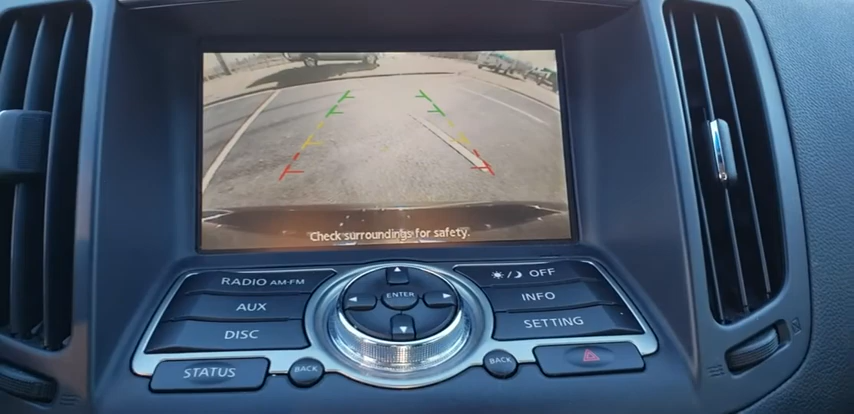 Check surroundings for safety.
RADIO AM·FM
AUX
DISC
STATUS
BACK
ENTER
BACK
OFF
INFO
SETTING